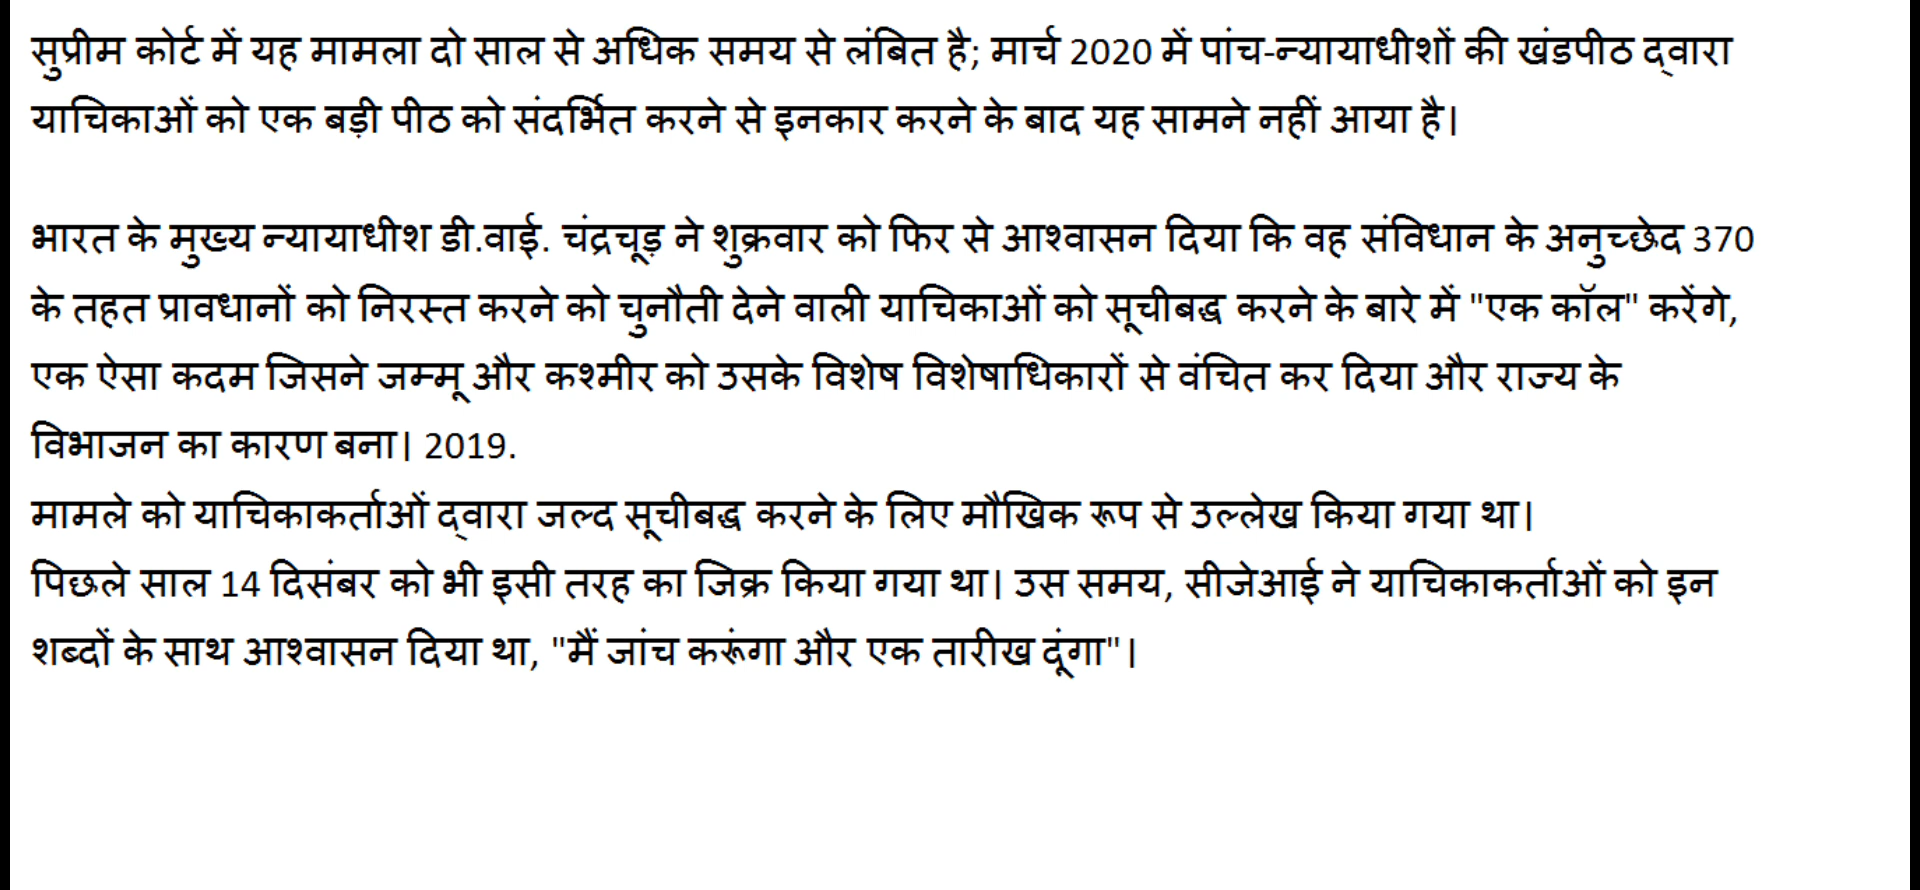 सुप्रीम कोर्ट में यह मामला दो साल से अधिक समय से लंबित है; मार्च 2020 में पांच-न्यायाधीशों की खंडपीठ द्वारा
याचिकाओं को एक बड़ी पीठ को संदर्भित करने से इनकार करने के बाद यह सामने नहीं आया है।
भारत के मुख्य न्यायाधीश डी.वाई. चंद्रचूड़ ने शुक्रवार को फिर से आश्वासन दिया कि वह संविधान के अनुच्छेद 370
के तहत प्रावधानों को निरस्त करने को चुनौती देने वाली याचिकाओं को सूचीबद्ध करने के बारे में "एक कॉल" करेंगे,
एक ऐसा कदम जिसने जम्मू और कश्मीर को उसके विशेष विशेषाधिकारों से वंचित कर दिया और राज्य के
विभाजन का कारण बना। 2019.
मामले को याचिकाकर्ताओं द्वारा जल्द सूचीबद्ध करने के लिए मौखिक रूप से उल्लेख किया गया था।
पिछले साल 14 दिसंबर को भी इसी तरह का जिक्र किया गया था। उस समय, सीजेआई ने याचिकाकर्ताओं को इन
शब्दों के साथ आश्वासन दिया था, "मैं जांच करूंगा और एक तारीख दूंगा"।